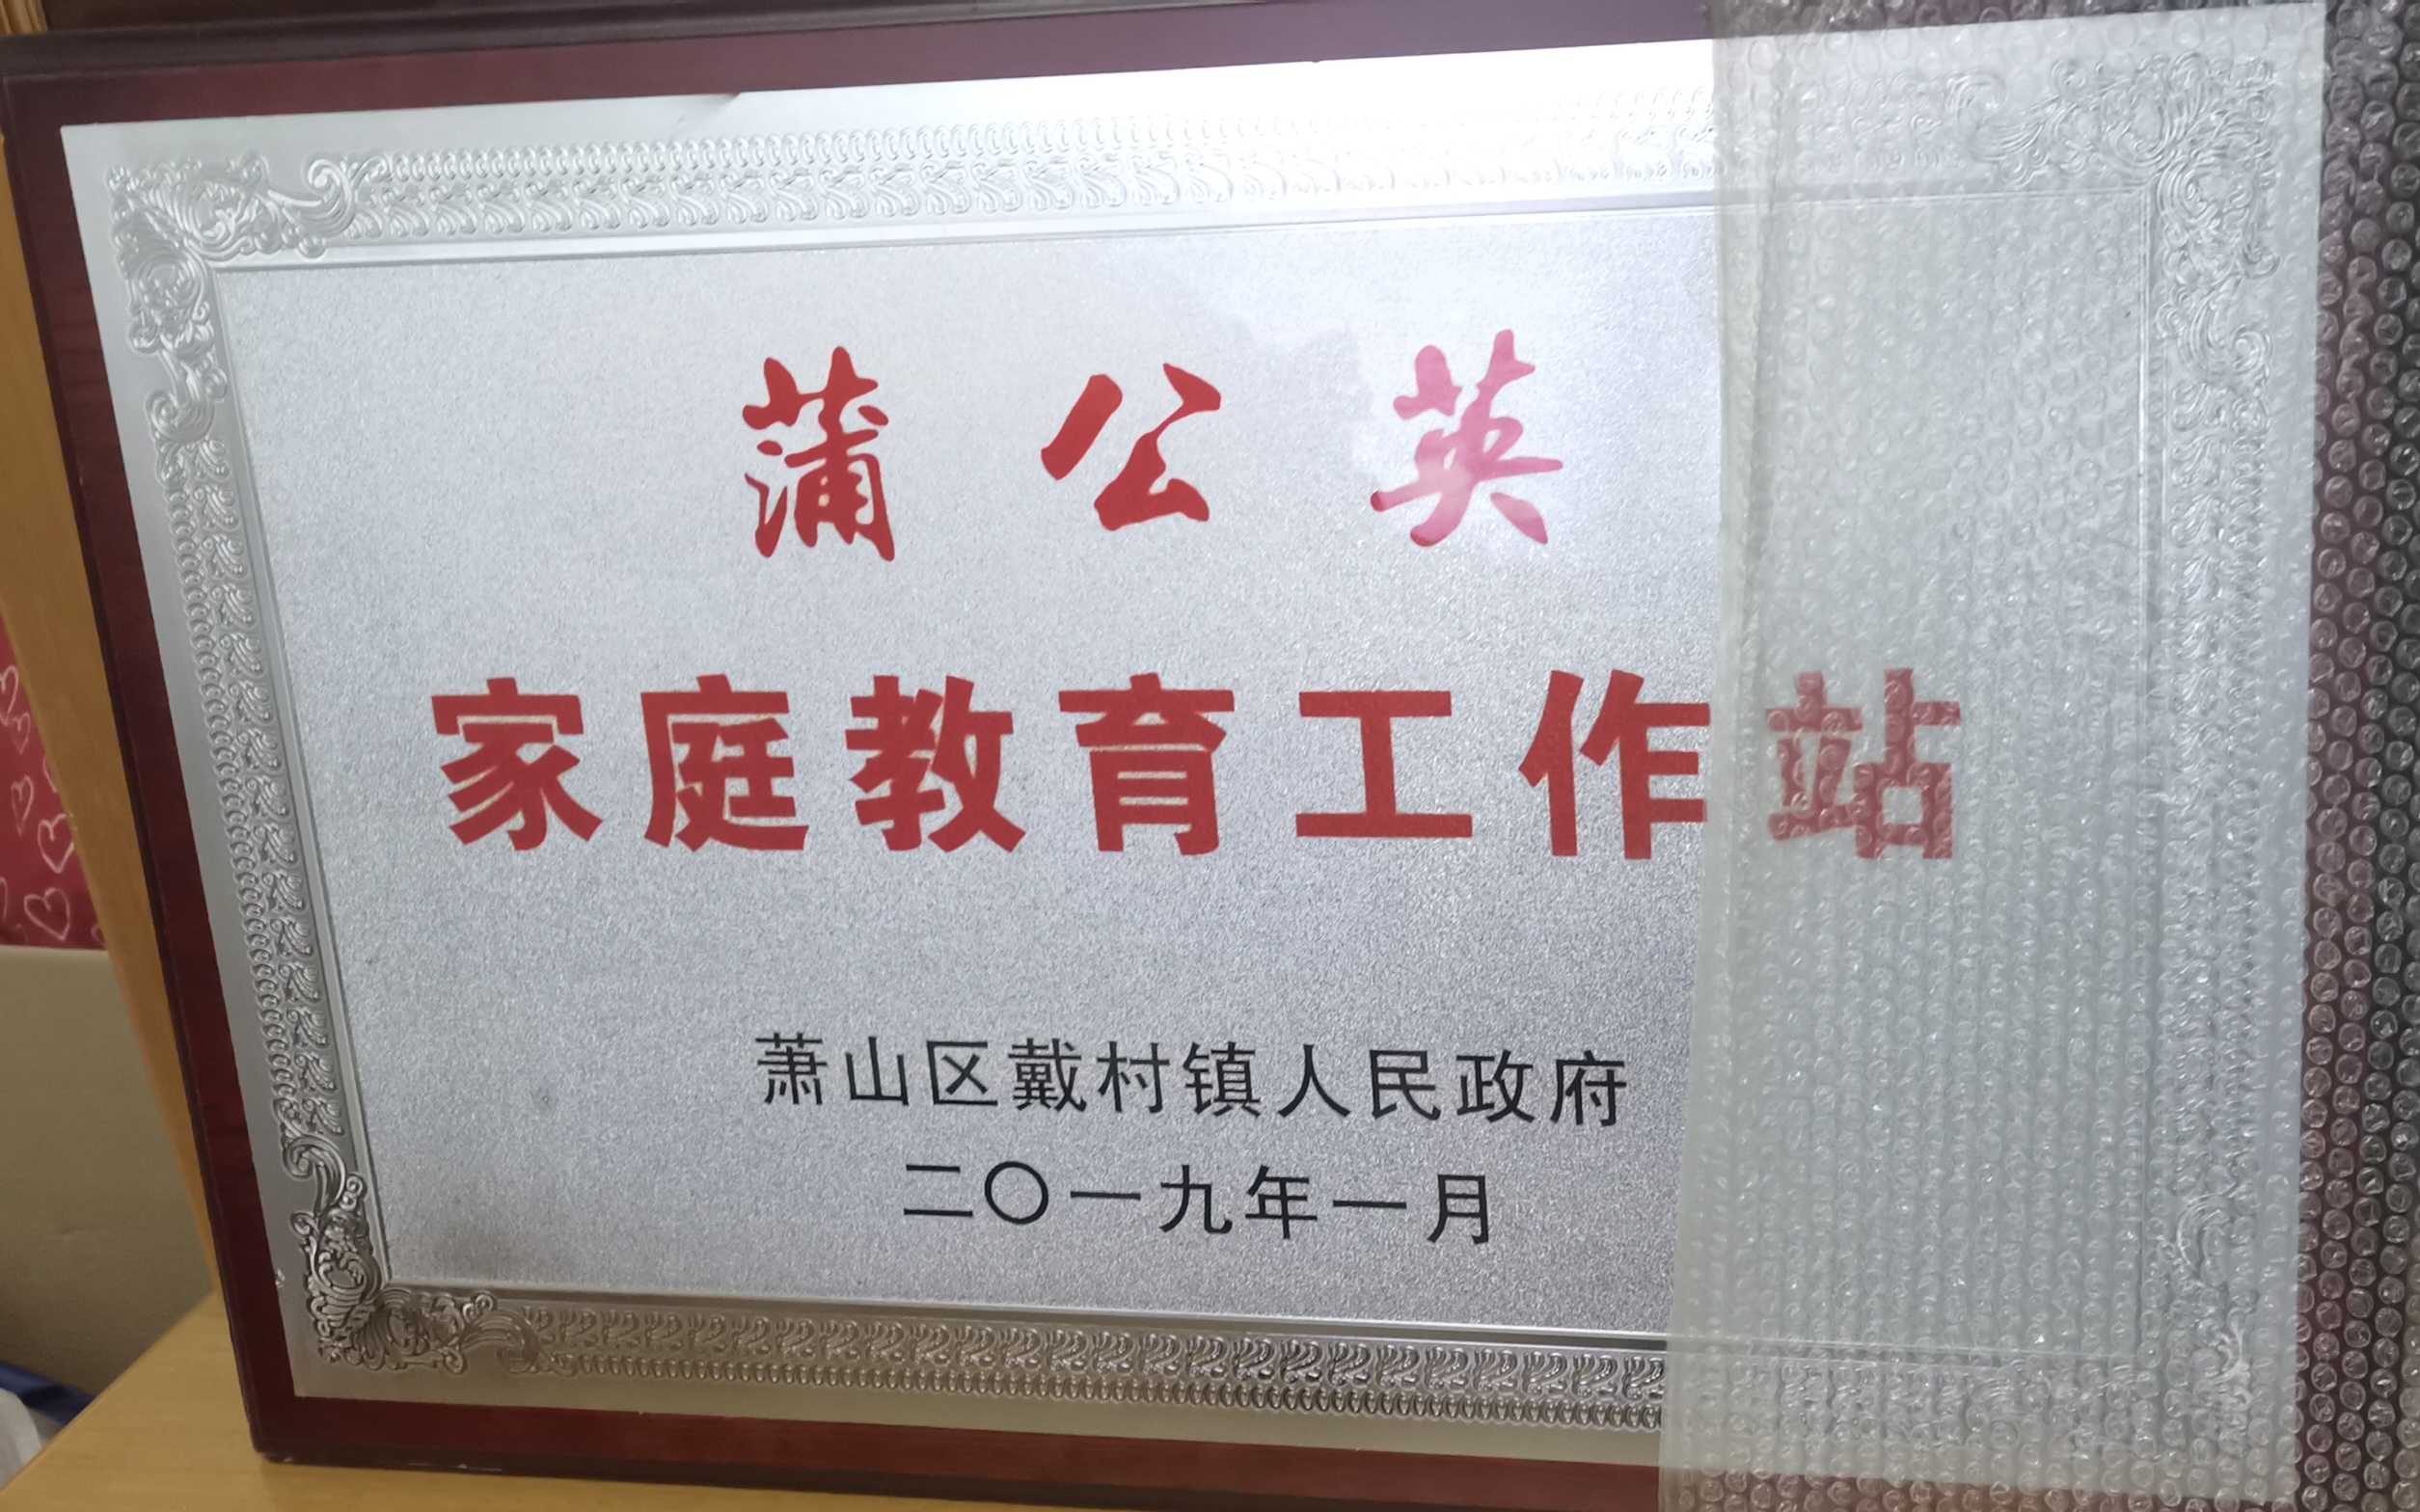 蒲公英
家庭教育工作站
萧山区戴村镇人民政府
二〇一九年一月